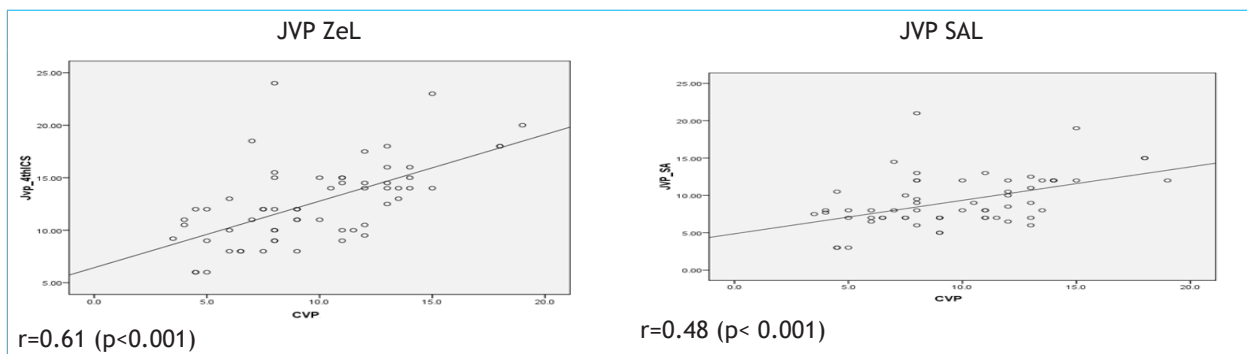 JVP ZeL
25.00
20.00
15.00
10.00
5.00
Jvp_4thICS
0.0 5.0 10.0 15.0 20.0
CVP
r=0.61 (p<0.001)
JVP SAL
25.00
20.00
15.00
10.00
5.00
0.00
JVP_SA
0.0 5.0 10.0 15.0 20.0
CVP
r=0.48 (p< 0.001)